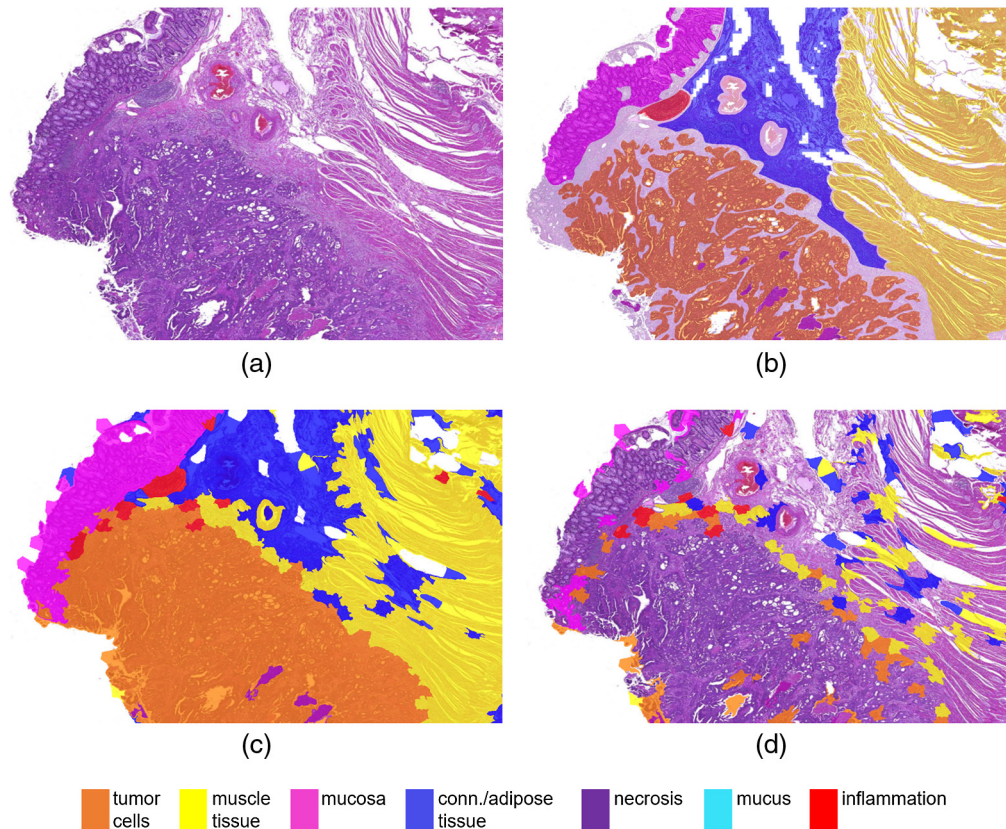 (a)
(b)
(c)
(d)
tumor cells
muscle tissue
mucosa
conn./adipose tissue
necrosis
mucus
inflammation